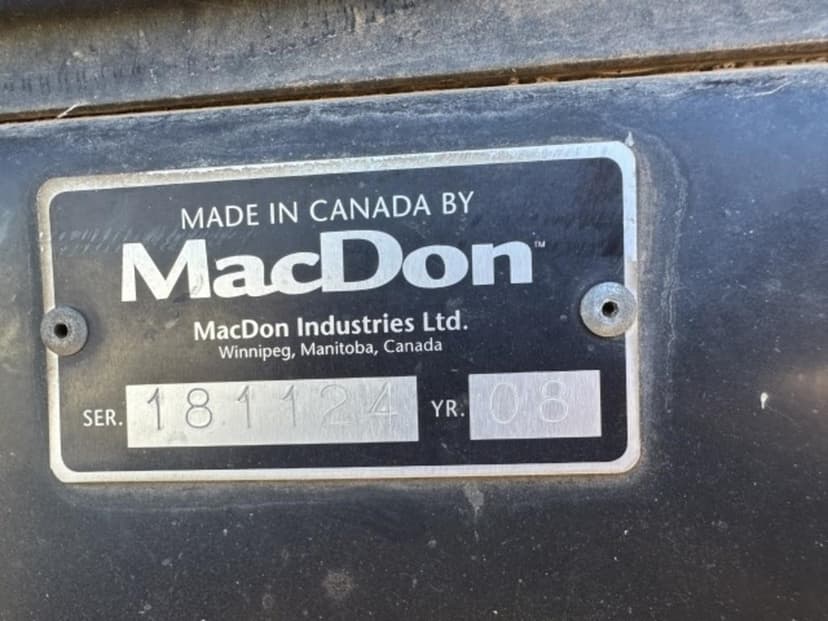 MADE IN CANADA BY
MacDon™
MacDon Industries Ltd.
Winnipeg, Manitoba, Canada
SER. 181124 YR. 08